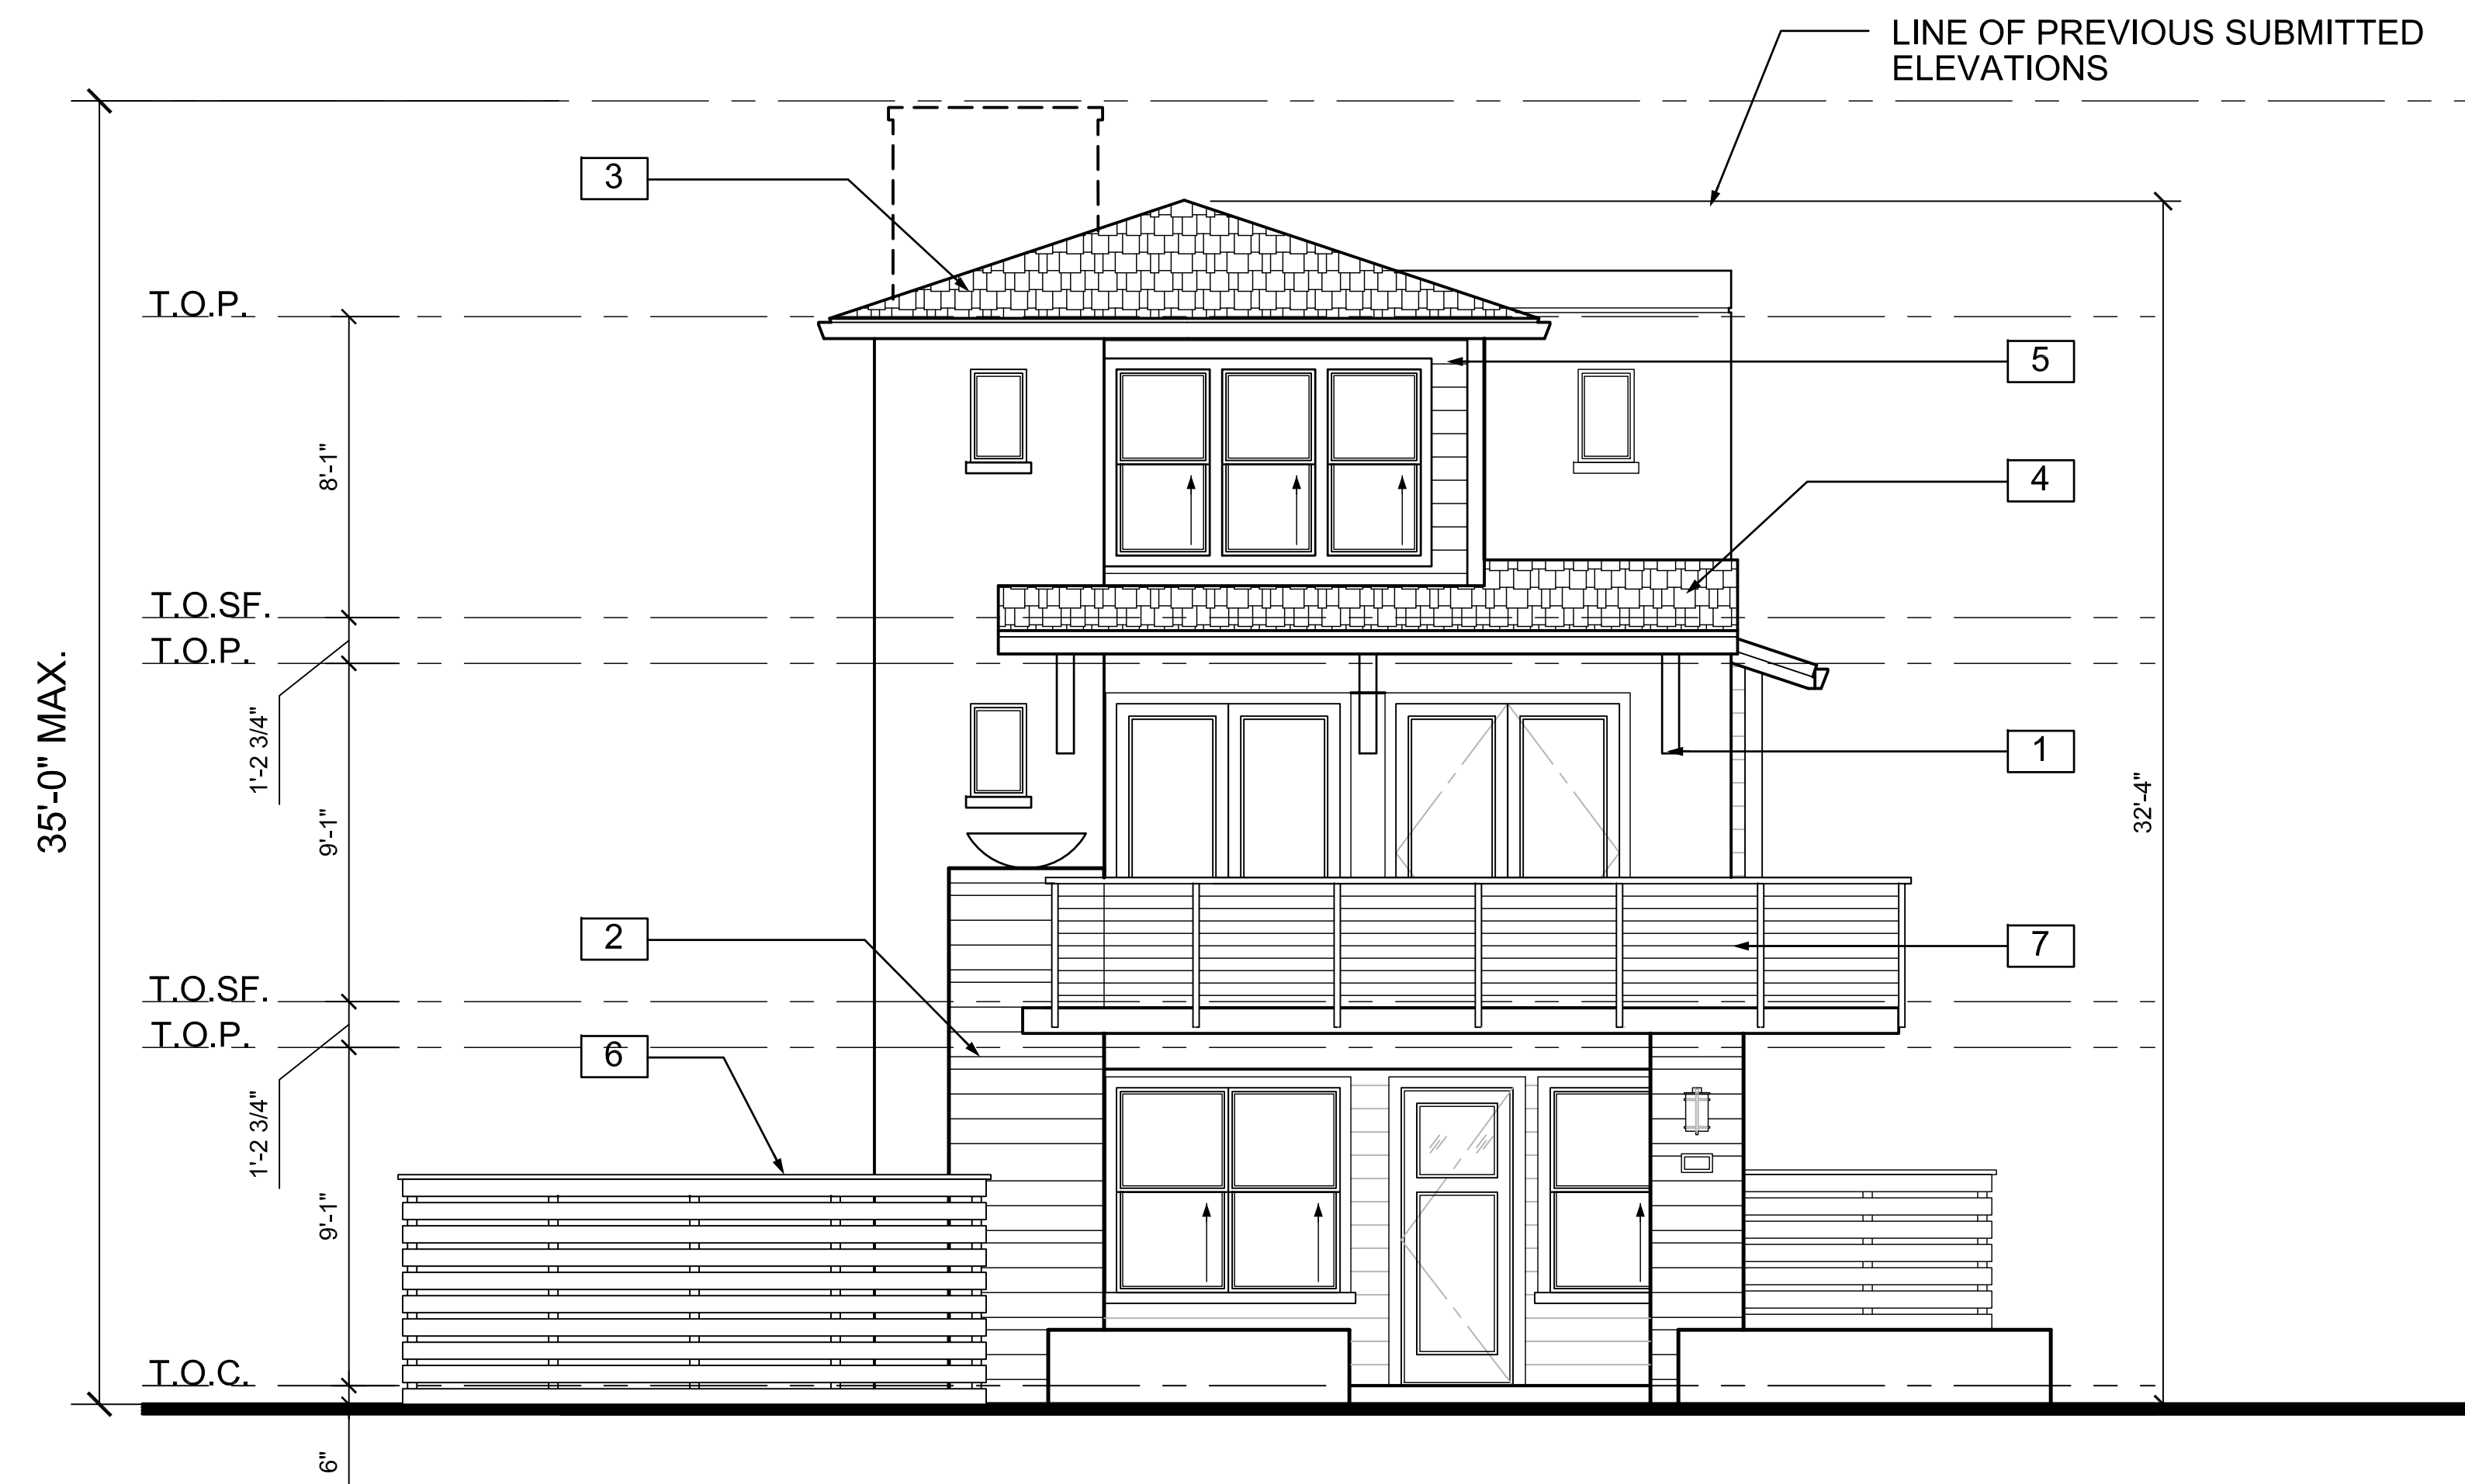 LINE OF PREVIOUS SUBMITTED
ELEVATIONS
3
T.O.P.
5
8'-1"
4
T.O.SF.
T.O.P.
35'-0" MAX.
1'-2 3/4"
1
32'-4"
9'-1"
2
7
T.O.SF.
T.O.P.
6
1'-2 3/4"
9'-1"
T.O.C.
6"